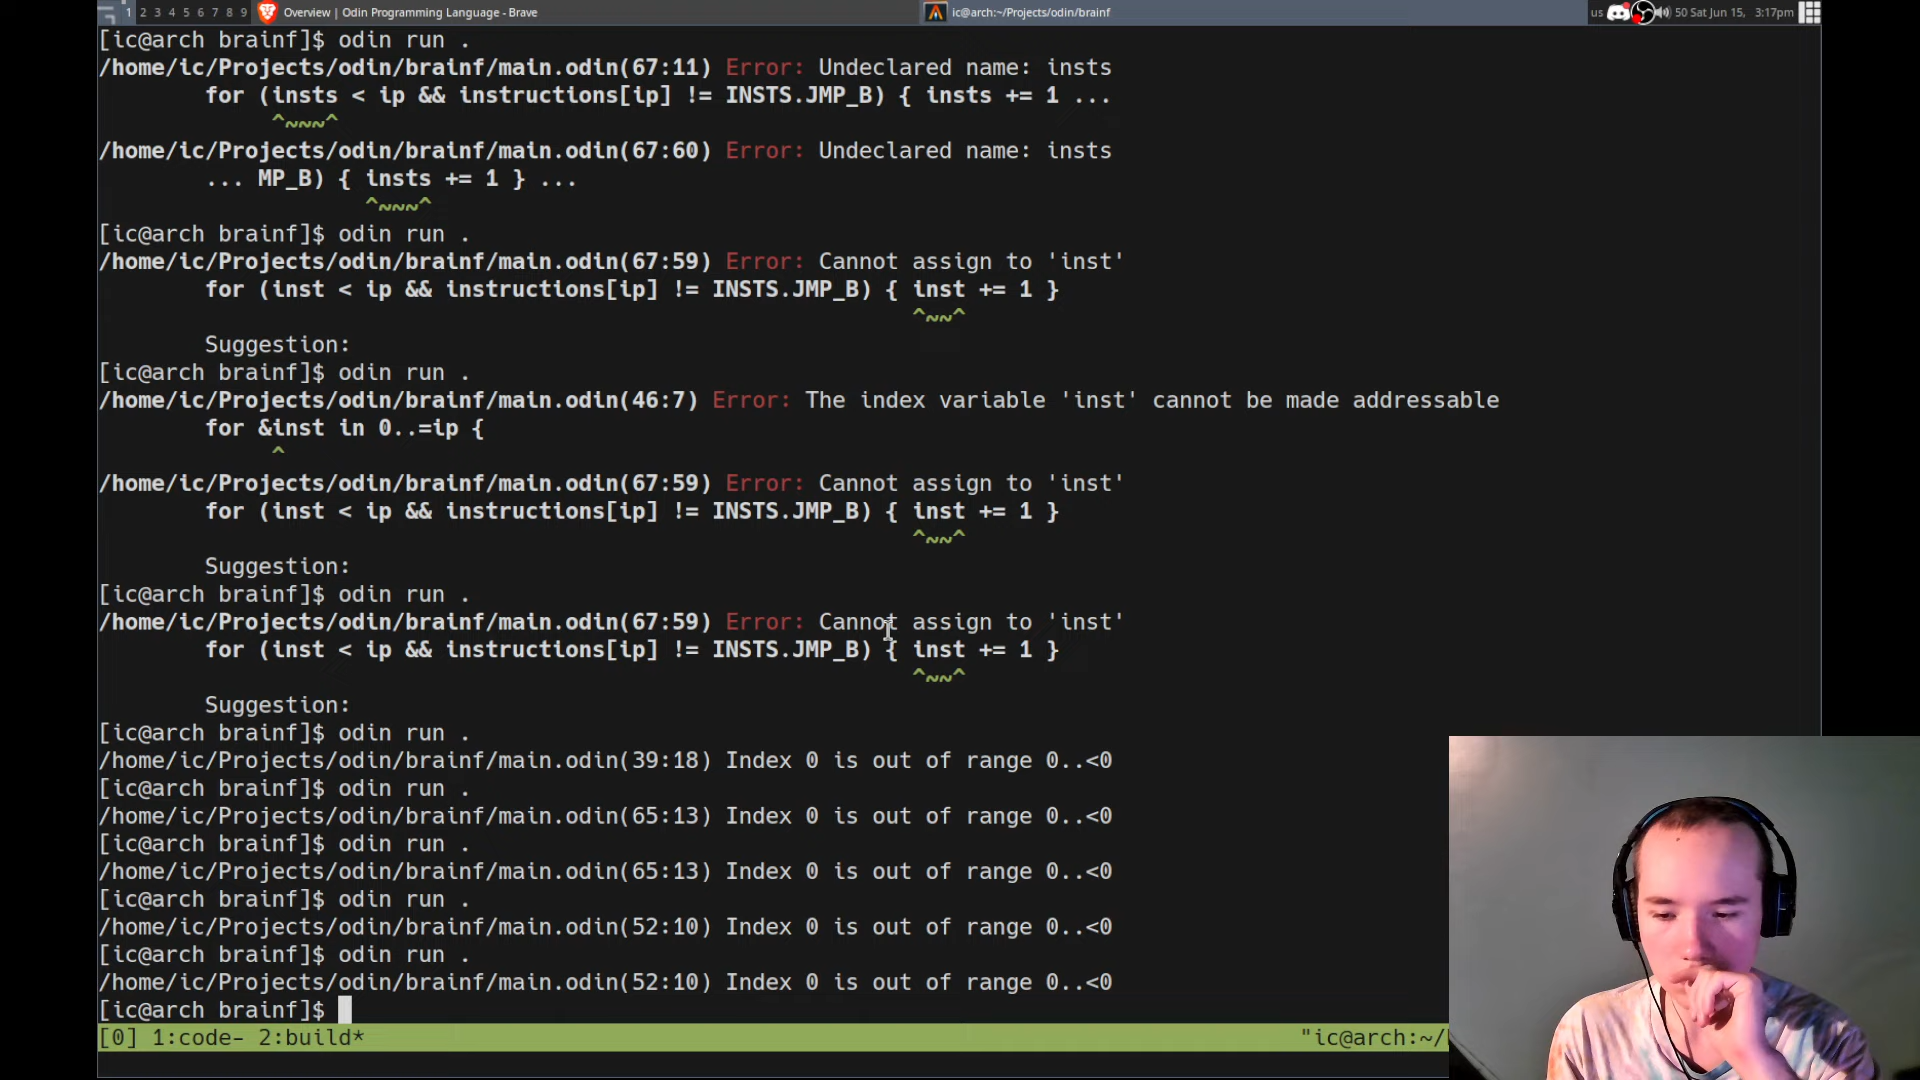 1 2 3 4 5 6 7 8 9 Overview | Odin Programming Language - Brave ic@arch:~/Projects/odin/brainf us 50 Sat Jun 15, 3:17pm
[ic@arch brainf]$ odin run .
/home/ic/Projects/odin/brainf/main.odin(67:11) Error: Undeclared name: insts
for (insts < ip && instructions[ip] != INSTS.JMP_B) { insts += 1 ...
^~~~^
/home/ic/Projects/odin/brainf/main.odin(67:60) Error: Undeclared name: insts
... MP_B) { insts += 1 } ...
^~~~^
[ic@arch brainf]$ odin run .
/home/ic/Projects/odin/brainf/main.odin(67:59) Error: Cannot assign to 'inst'
for (inst < ip && instructions[ip] != INSTS.JMP_B) { inst += 1 }
^~~^
Suggestion:
[ic@arch brainf]$ odin run .
/home/ic/Projects/odin/brainf/main.odin(46:7) Error: The index variable 'inst' cannot be made addressable
for &inst in 0..=ip {
^
/home/ic/Projects/odin/brainf/main.odin(67:59) Error: Cannot assign to 'inst'
for (inst < ip && instructions[ip] != INSTS.JMP_B) { inst += 1 }
^~~^
Suggestion:
[ic@arch brainf]$ odin run .
/home/ic/Projects/odin/brainf/main.odin(67:59) Error: Cannot assign to 'inst'
for (inst < ip && instructions[ip] != INSTS.JMP_B) { inst += 1 }
^~~^
Suggestion:
[ic@arch brainf]$ odin run .
/home/ic/Projects/odin/brainf/main.odin(39:18) Index 0 is out of range 0..<0
[ic@arch brainf]$ odin run .
/home/ic/Projects/odin/brainf/main.odin(65:13) Index 0 is out of range 0..<0
[ic@arch brainf]$ odin run .
/home/ic/Projects/odin/brainf/main.odin(65:13) Index 0 is out of range 0..<0
[ic@arch brainf]$ odin run .
/home/ic/Projects/odin/brainf/main.odin(52:10) Index 0 is out of range 0..<0
[ic@arch brainf]$ odin run .
/home/ic/Projects/odin/brainf/main.odin(52:10) Index 0 is out of range 0..<0
[ic@arch brainf]$
[0] 1:code- 2:build* "ic@arch:~/